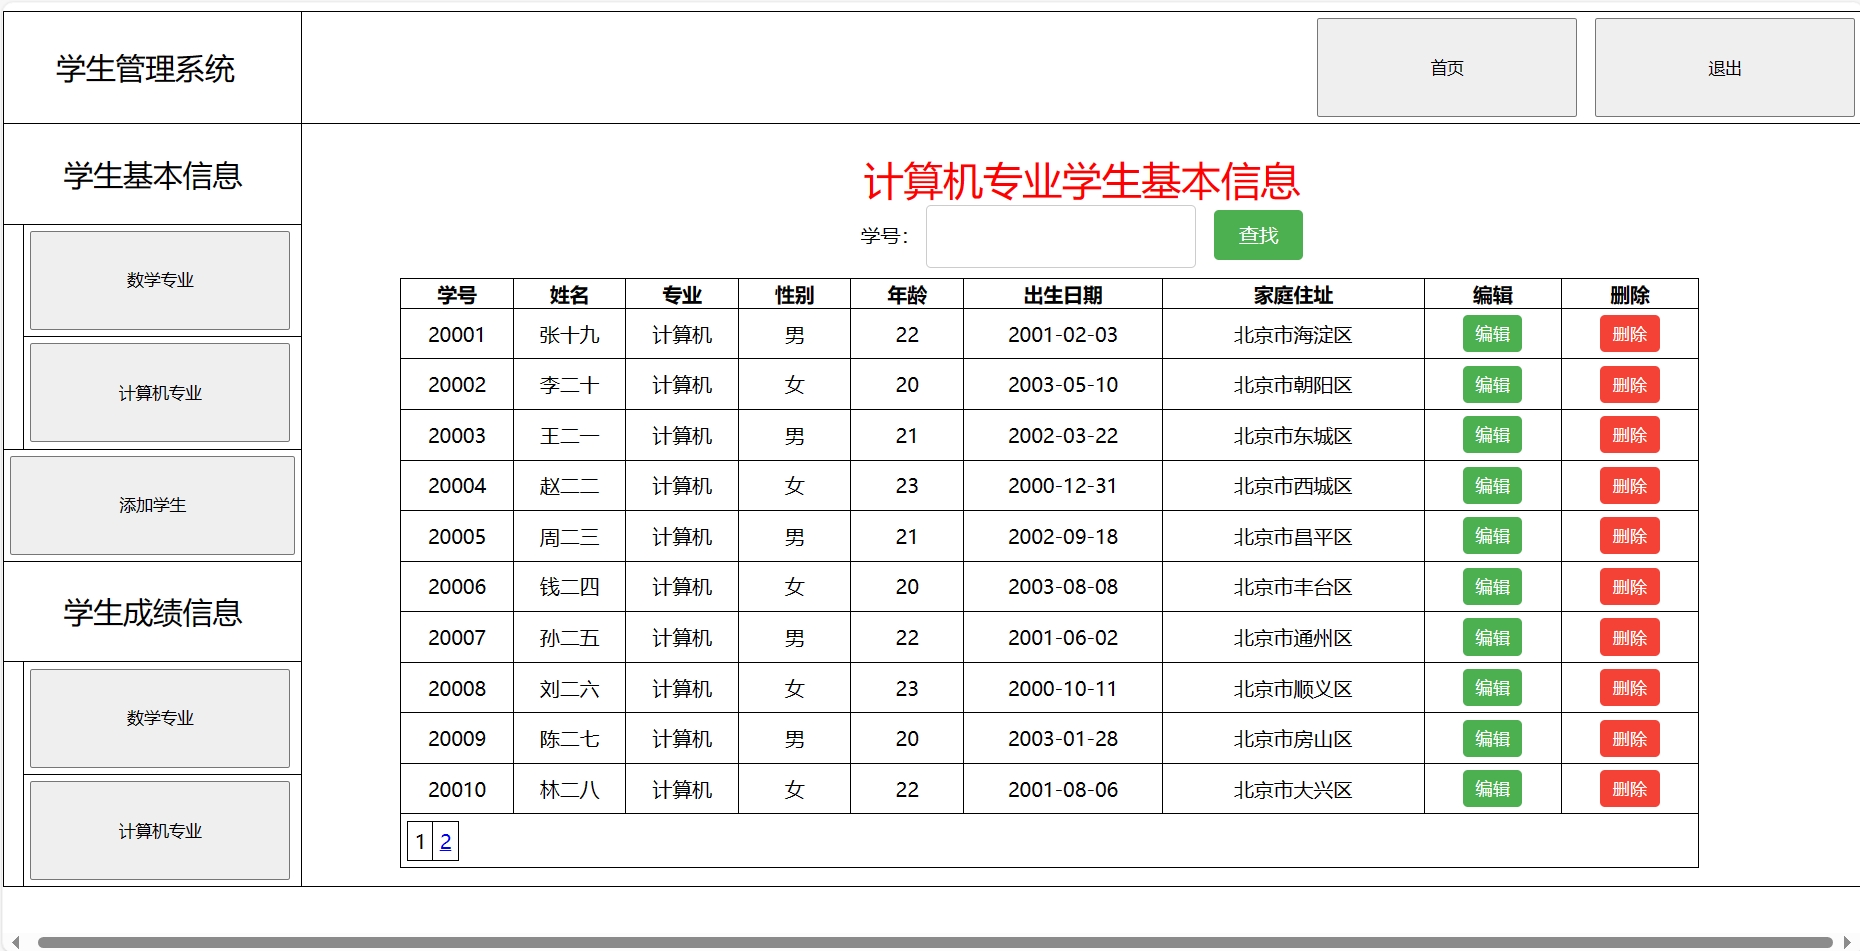 学生管理系统
首页
退出
学生基本信息
数学专业
计算机专业
添加学生
学生成绩信息
数学专业
计算机专业
计算机专业学生基本信息
学号： 查找
学号 姓名 专业 性别 年龄 出生日期 家庭住址 编辑 删除
20001 张十九 计算机 男 22 2001-02-03 北京市海淀区 编辑 删除
20002 李二十 计算机 女 20 2003-05-10 北京市朝阳区 编辑 删除
20003 王二一 计算机 男 21 2002-03-22 北京市东城区 编辑 删除
20004 赵二二 计算机 女 23 2000-12-31 北京市西城区 编辑 删除
20005 周二三 计算机 男 21 2002-09-18 北京市昌平区 编辑 删除
20006 钱二四 计算机 女 20 2003-08-08 北京市丰台区 编辑 删除
20007 孙二五 计算机 男 22 2001-06-02 北京市通州区 编辑 删除
20008 刘二六 计算机 女 23 2000-10-11 北京市顺义区 编辑 删除
20009 陈二七 计算机 男 20 2003-01-28 北京市房山区 编辑 删除
20010 林二八 计算机 女 22 2001-08-06 北京市大兴区 编辑 删除
1 2